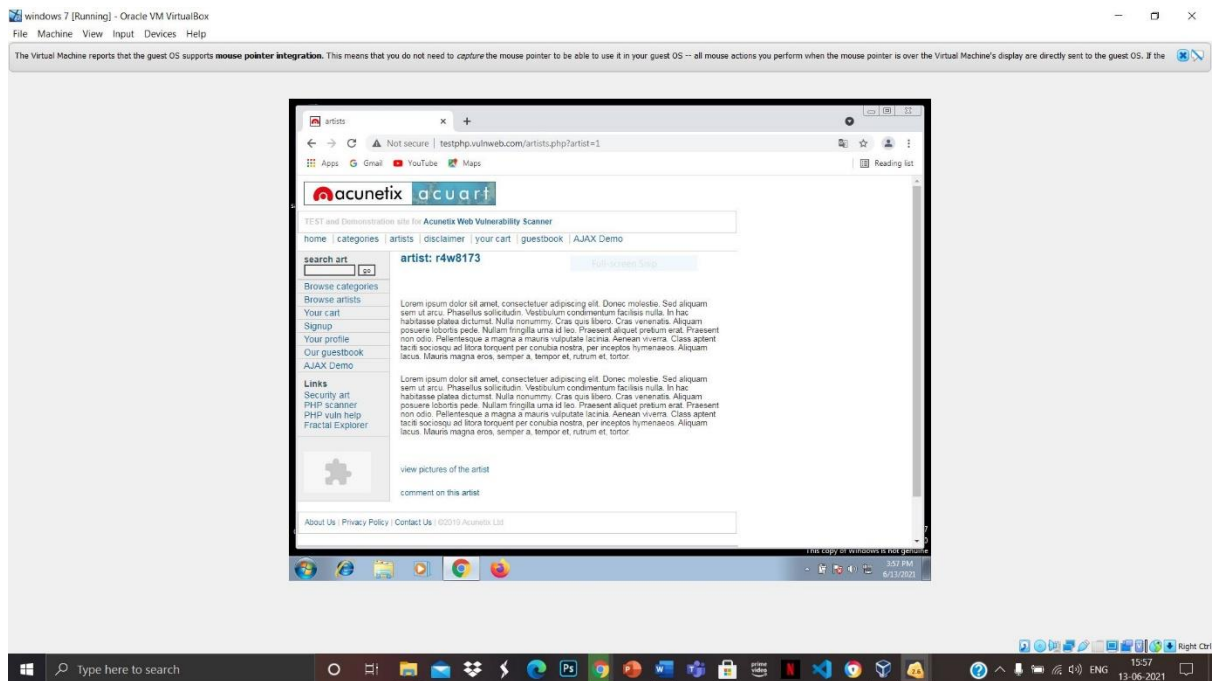 windows 7 [Running] - Oracle VM VirtualBox
File Machine View Input Devices Help
The Virtual Machine reports that the guest OS supports mouse pointer integration. This means that you do not need to capture the mouse pointer to be able to use it in your guest OS -- all mouse actions you perform when the mouse pointer is over the Virtual Machine's display are directly sent to the guest OS. If the
artists
Not secure | testphp.vulnweb.com/artists.php?artist=1
Apps Gmail YouTube Maps Reading list
acunetix acuart
TEST and Demonstration site for Acunetix Web Vulnerability Scanner
home | categories | artists | disclaimer | your cart | guestbook | AJAX Demo
search art
go
Browse categories
Browse artists
Your cart
Signup
Your profile
Our guestbook
AJAX Demo
Links
Security art
PHP scanner
PHP vuln help
Fractal Explorer
artist: r4w8173
Lorem ipsum dolor sit amet, consectetuer adipiscing elit. Donec molestie. Sed aliquam
sem ut arcu. Phasellus sollicitudin. Vestibulum condimentum facilisis nulla. In hac
habitasse platea dictumst. Nulla nonummy. Cras quis libero. Cras venenatis. Aliquam
posuere lobortis pede. Nullam fringilla urna id leo. Praesent aliquet pretium erat. Praesent
non odio. Pellentesque a magna a mauris vulputate lacinia. Aenean viverra. Class aptent
taciti sociosqu ad litora torquent per conubia nostra, per inceptos hymenaeos. Aliquam
lacus. Mauris magna eros, semper a, tempor et, rutrum et, tortor.
Lorem ipsum dolor sit amet, consectetuer adipiscing elit. Donec molestie. Sed aliquam
sem ut arcu. Phasellus sollicitudin. Vestibulum condimentum facilisis nulla. In hac
habitasse platea dictumst. Nulla nonummy. Cras quis libero. Cras venenatis. Aliquam
posuere lobortis pede. Nullam fringilla urna id leo. Praesent aliquet pretium erat. Praesent
non odio. Pellentesque a magna a mauris vulputate lacinia. Aenean viverra. Class aptent
taciti sociosqu ad litora torquent per conubia nostra, per inceptos hymenaeos. Aliquam
lacus. Mauris magna eros, semper a, tempor et, rutrum et, tortor.
view pictures of the artist
comment on this artist
About Us | Privacy Policy | Contact Us | ©2019 Acunetix Ltd
This copy of Windows is not genuine
3:57 PM
6/13/2021
Right Ctrl
Type here to search
Ps
prime video
ENG
15:57
13-06-2021